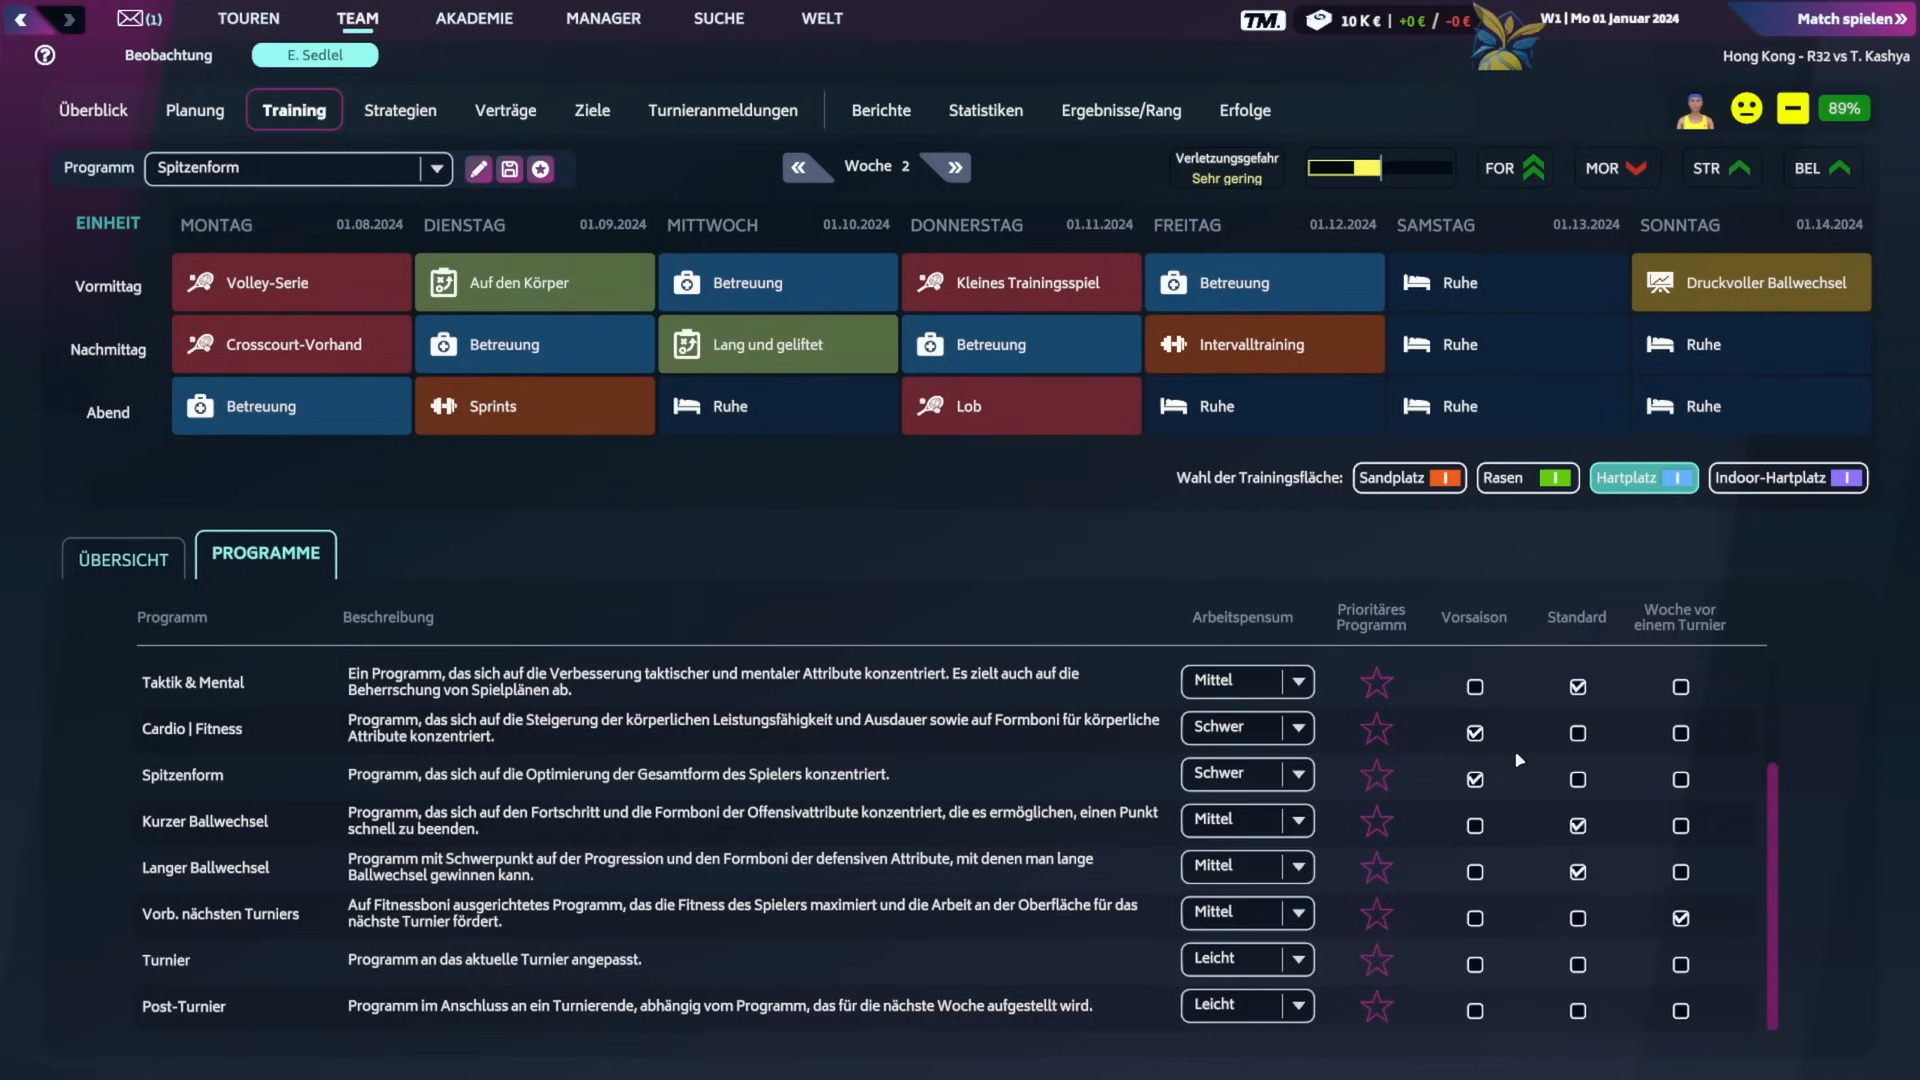 (1) TOUREN TEAM AKADEMIE MANAGER SUCHE WELT TM. 10 K € | +0 € / -0 € W1 | Mo 01 Januar 2024 Match spielen
Beobachtung E. Sedlel Hong Kong - R32 vs T. Kashya
Überblick Planung Training Strategien Verträge Ziele Turnieranmeldungen Berichte Statistiken Ergebnisse/Rang Erfolge 89%
Programm Spitzenform Woche 2 Verletzungsgefahr FOR MOR STR BEL
Sehr gering
EINHEIT MONTAG 01.08.2024 DIENSTAG 01.09.2024 MITTWOCH 01.10.2024 DONNERSTAG 01.11.2024 FREITAG 01.12.2024 SAMSTAG 01.13.2024 SONNTAG 01.14.2024
Vormittag Volley-Serie Auf den Körper Betreuung Kleines Trainingsspiel Betreuung Ruhe Druckvoller Ballwechsel
Nachmittag Crosscourt-Vorhand Betreuung Lang und geliftet Betreuung Intervalltraining Ruhe Ruhe
Abend Betreuung Sprints Ruhe Lob Ruhe Ruhe Ruhe
Wahl der Trainingsfläche: Sandplatz Rasen Hartplatz Indoor-Hartplatz
ÜBERSICHT PROGRAMME
Programm Beschreibung Arbeitspensum Prioritäres Programm Vorsaison Standard Woche vor einem Turnier
Taktik & Mental Ein Programm, das sich auf die Verbesserung taktischer und mentaler Attribute konzentriert. Es zielt auch auf die Mittel
Beherrschung von Spielplänen ab.
Cardio | Fitness Programm, das sich auf die Steigerung der körperlichen Leistungsfähigkeit und Ausdauer sowie auf Formboni für körperliche Schwer
Attribute konzentriert.
Spitzenform Programm, das sich auf die Optimierung der Gesamtform des Spielers konzentriert. Schwer
Kurzer Ballwechsel Programm, das sich auf den Fortschritt und die Formboni der Offensivattribute konzentriert, die es ermöglichen, einen Punkt Mittel
schnell zu beenden.
Langer Ballwechsel Programm mit Schwerpunkt auf der Progression und den Formboni der defensiven Attribute, mit denen man lange Mittel
Ballwechsel gewinnen kann.
Vorb. nächsten Turniers Auf Fitnessboni ausgerichtetes Programm, das die Fitness des Spielers maximiert und die Arbeit an der Oberfläche für das Mittel
nächste Turnier fördert.
Turnier Programm an das aktuelle Turnier angepasst. Leicht
Post-Turnier Programm im Anschluss an ein Turnierende, abhängig vom Programm, das für die nächste Woche aufgestellt wird. Leicht